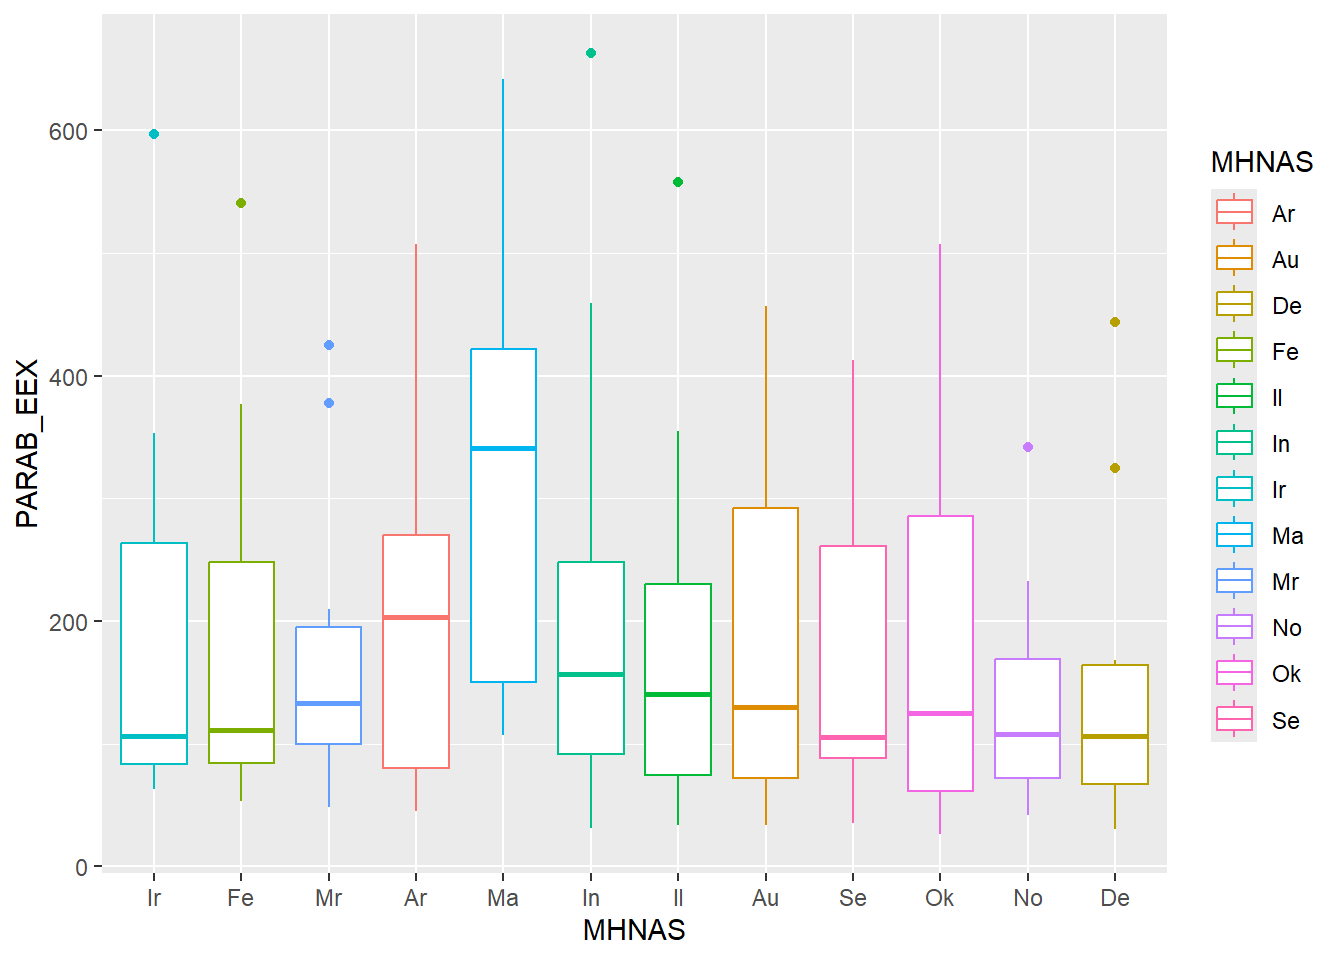 PARAB_EEX
600
400
200
0
Ir Fe Mr Ar Ma In Il Au Se Ok No De
MHNAS
MHNAS
Ar
Au
De
Fe
Il
In
Ir
Ma
Mr
No
Ok
Se